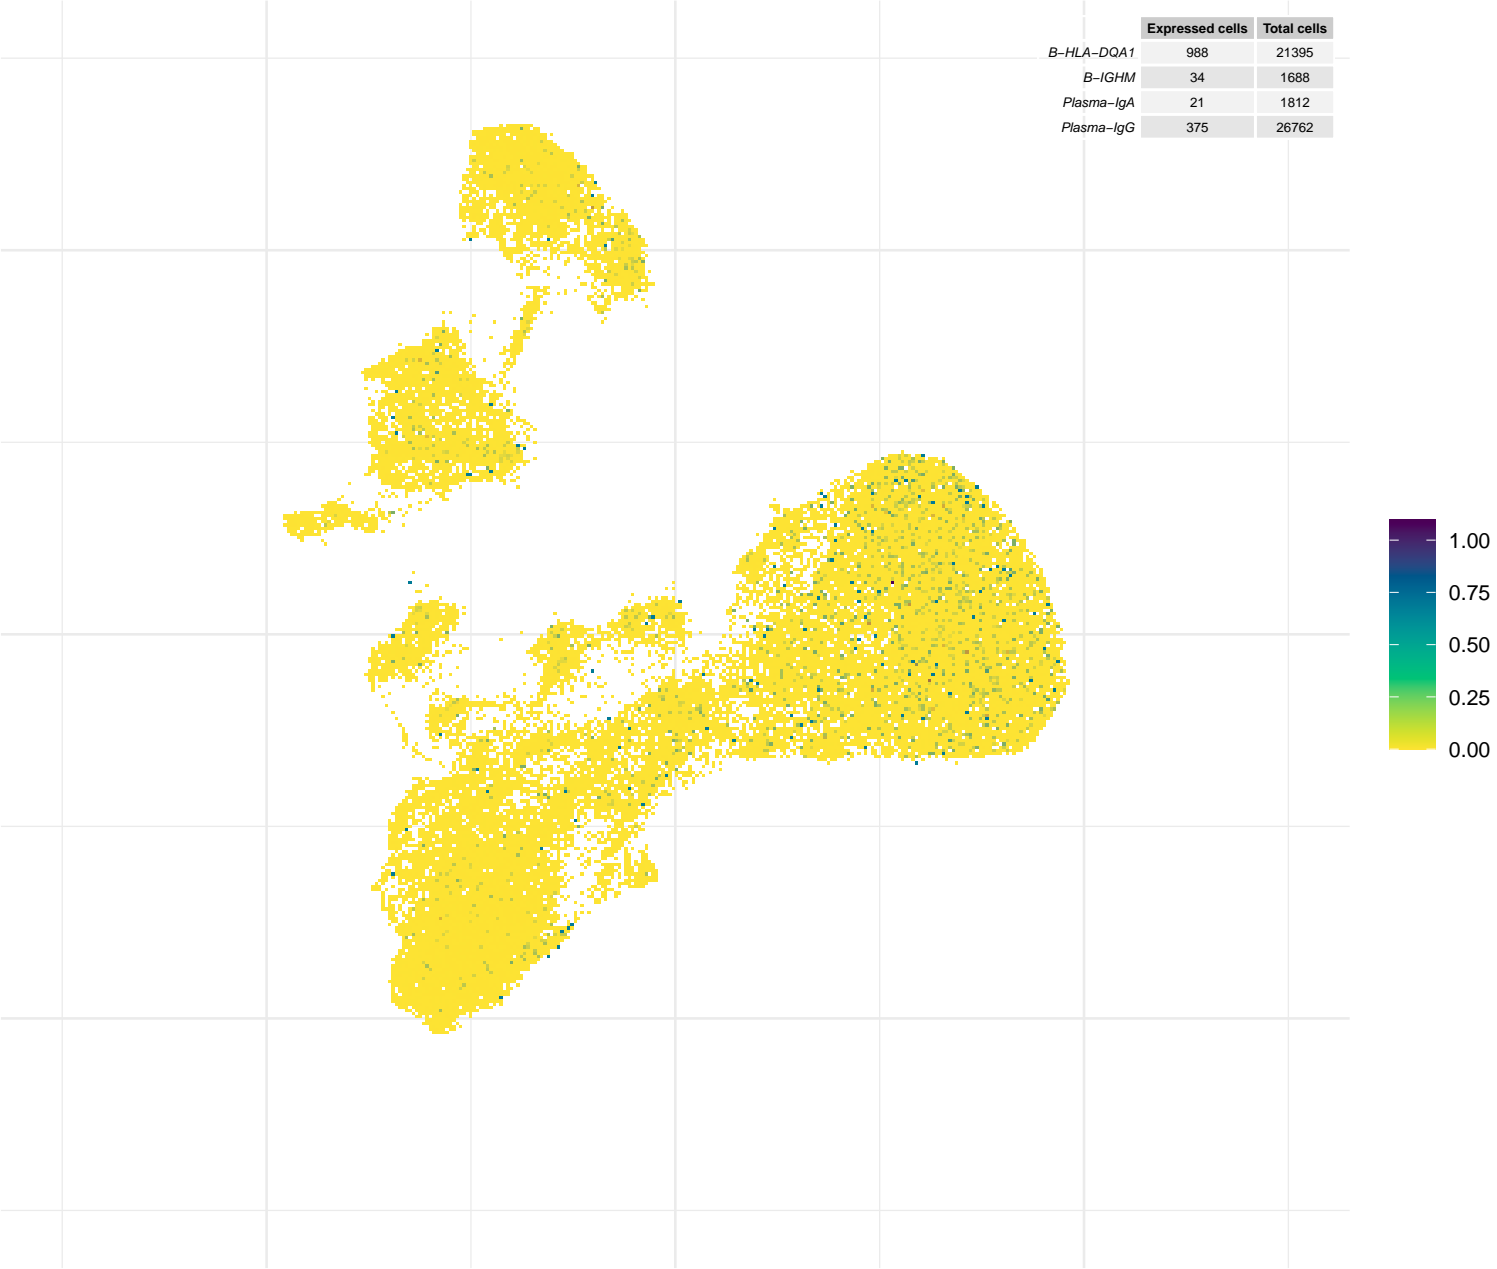 Expressed cells Total cells
B−HLA−DQA1 988 21395
B−IGHM 34 1688
Plasma−IgA 21 1812
Plasma−IgG 375 26762
1.00
0.75
0.50
0.25
0.00